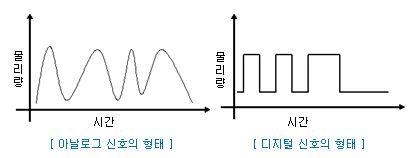 물리량
시간
[ 아날로그 신호의 형태 ]
물리량
시간
[ 디지털 신호의 형태 ]